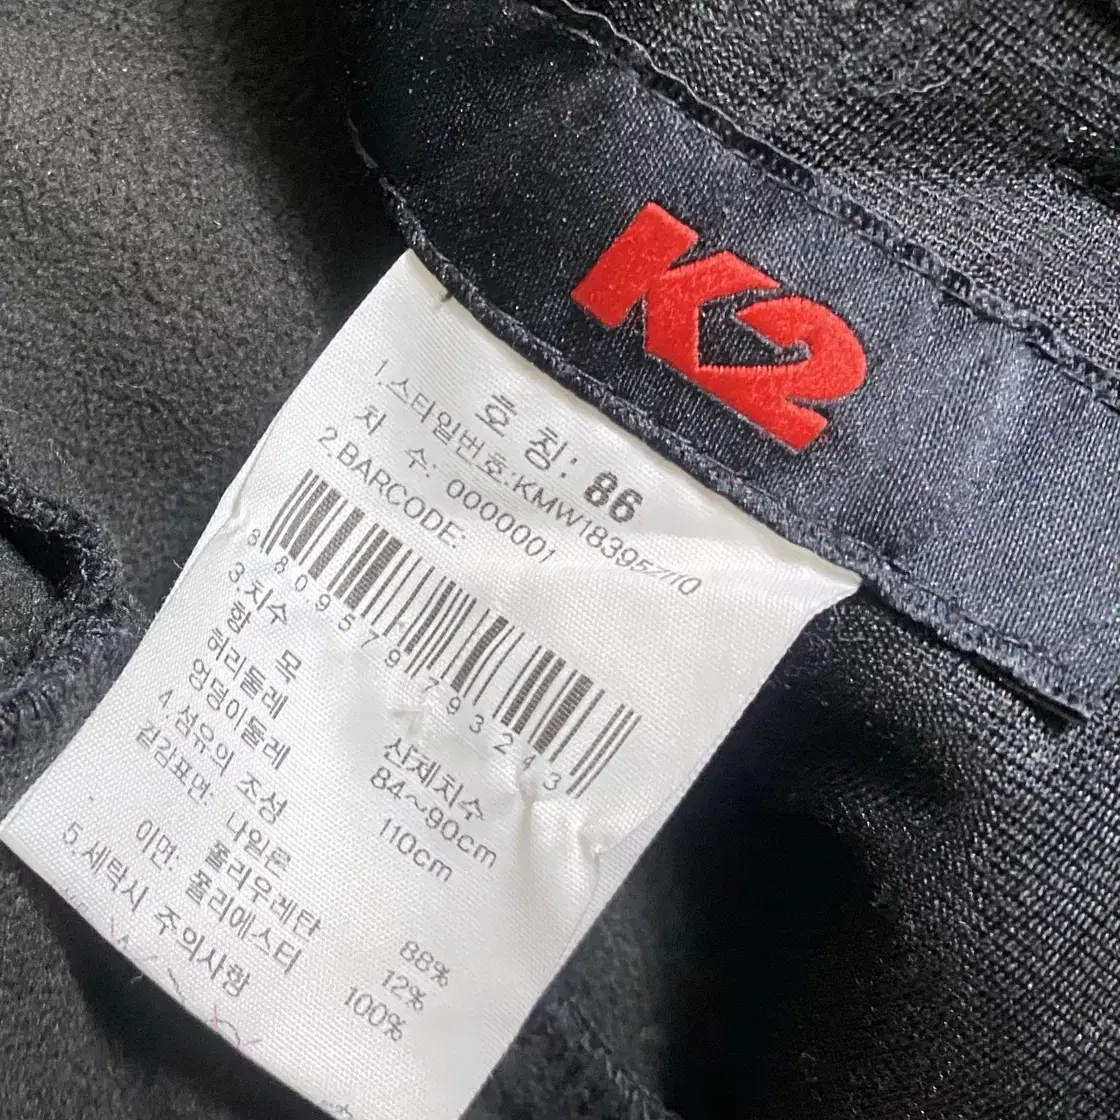 K2
호 칭: 86
1.스타일번호:KMW18395Z110
차 수: 0000001
2.BARCODE:
8809579793243
3.치수
항 목 신체치수
허리둘레 84~90cm
엉덩이둘레 110cm
4.섬유의 조성
겉감표면: 나일론 88%
폴리우레탄 12%
이면: 폴리에스터 100%
5.세탁시 주의사항